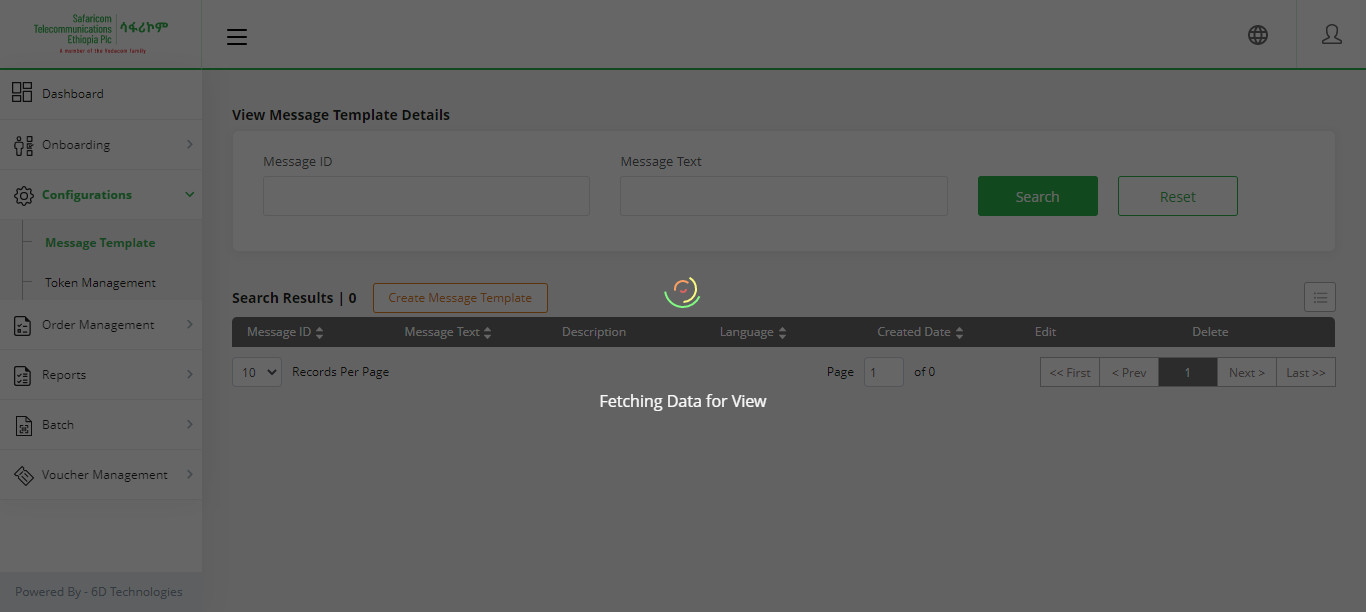 Safaricom
Telecommunications
Ethiopia Plc
ሳፋሪኮም
A member of the Vodacom family
Dashboard
Onboarding
Configurations
Message Template
Token Management
Order Management
Reports
Batch
Voucher Management
Powered By - 6D Technologies
View Message Template Details
Message ID
Message Text
Search
Reset
Search Results | 0
Create Message Template
Message ID
Message Text
Description
Language
Created Date
Edit
Delete
10
Records Per Page
Page
1
of 0
<< First
< Prev
1
Next >
Last >>
Fetching Data for View